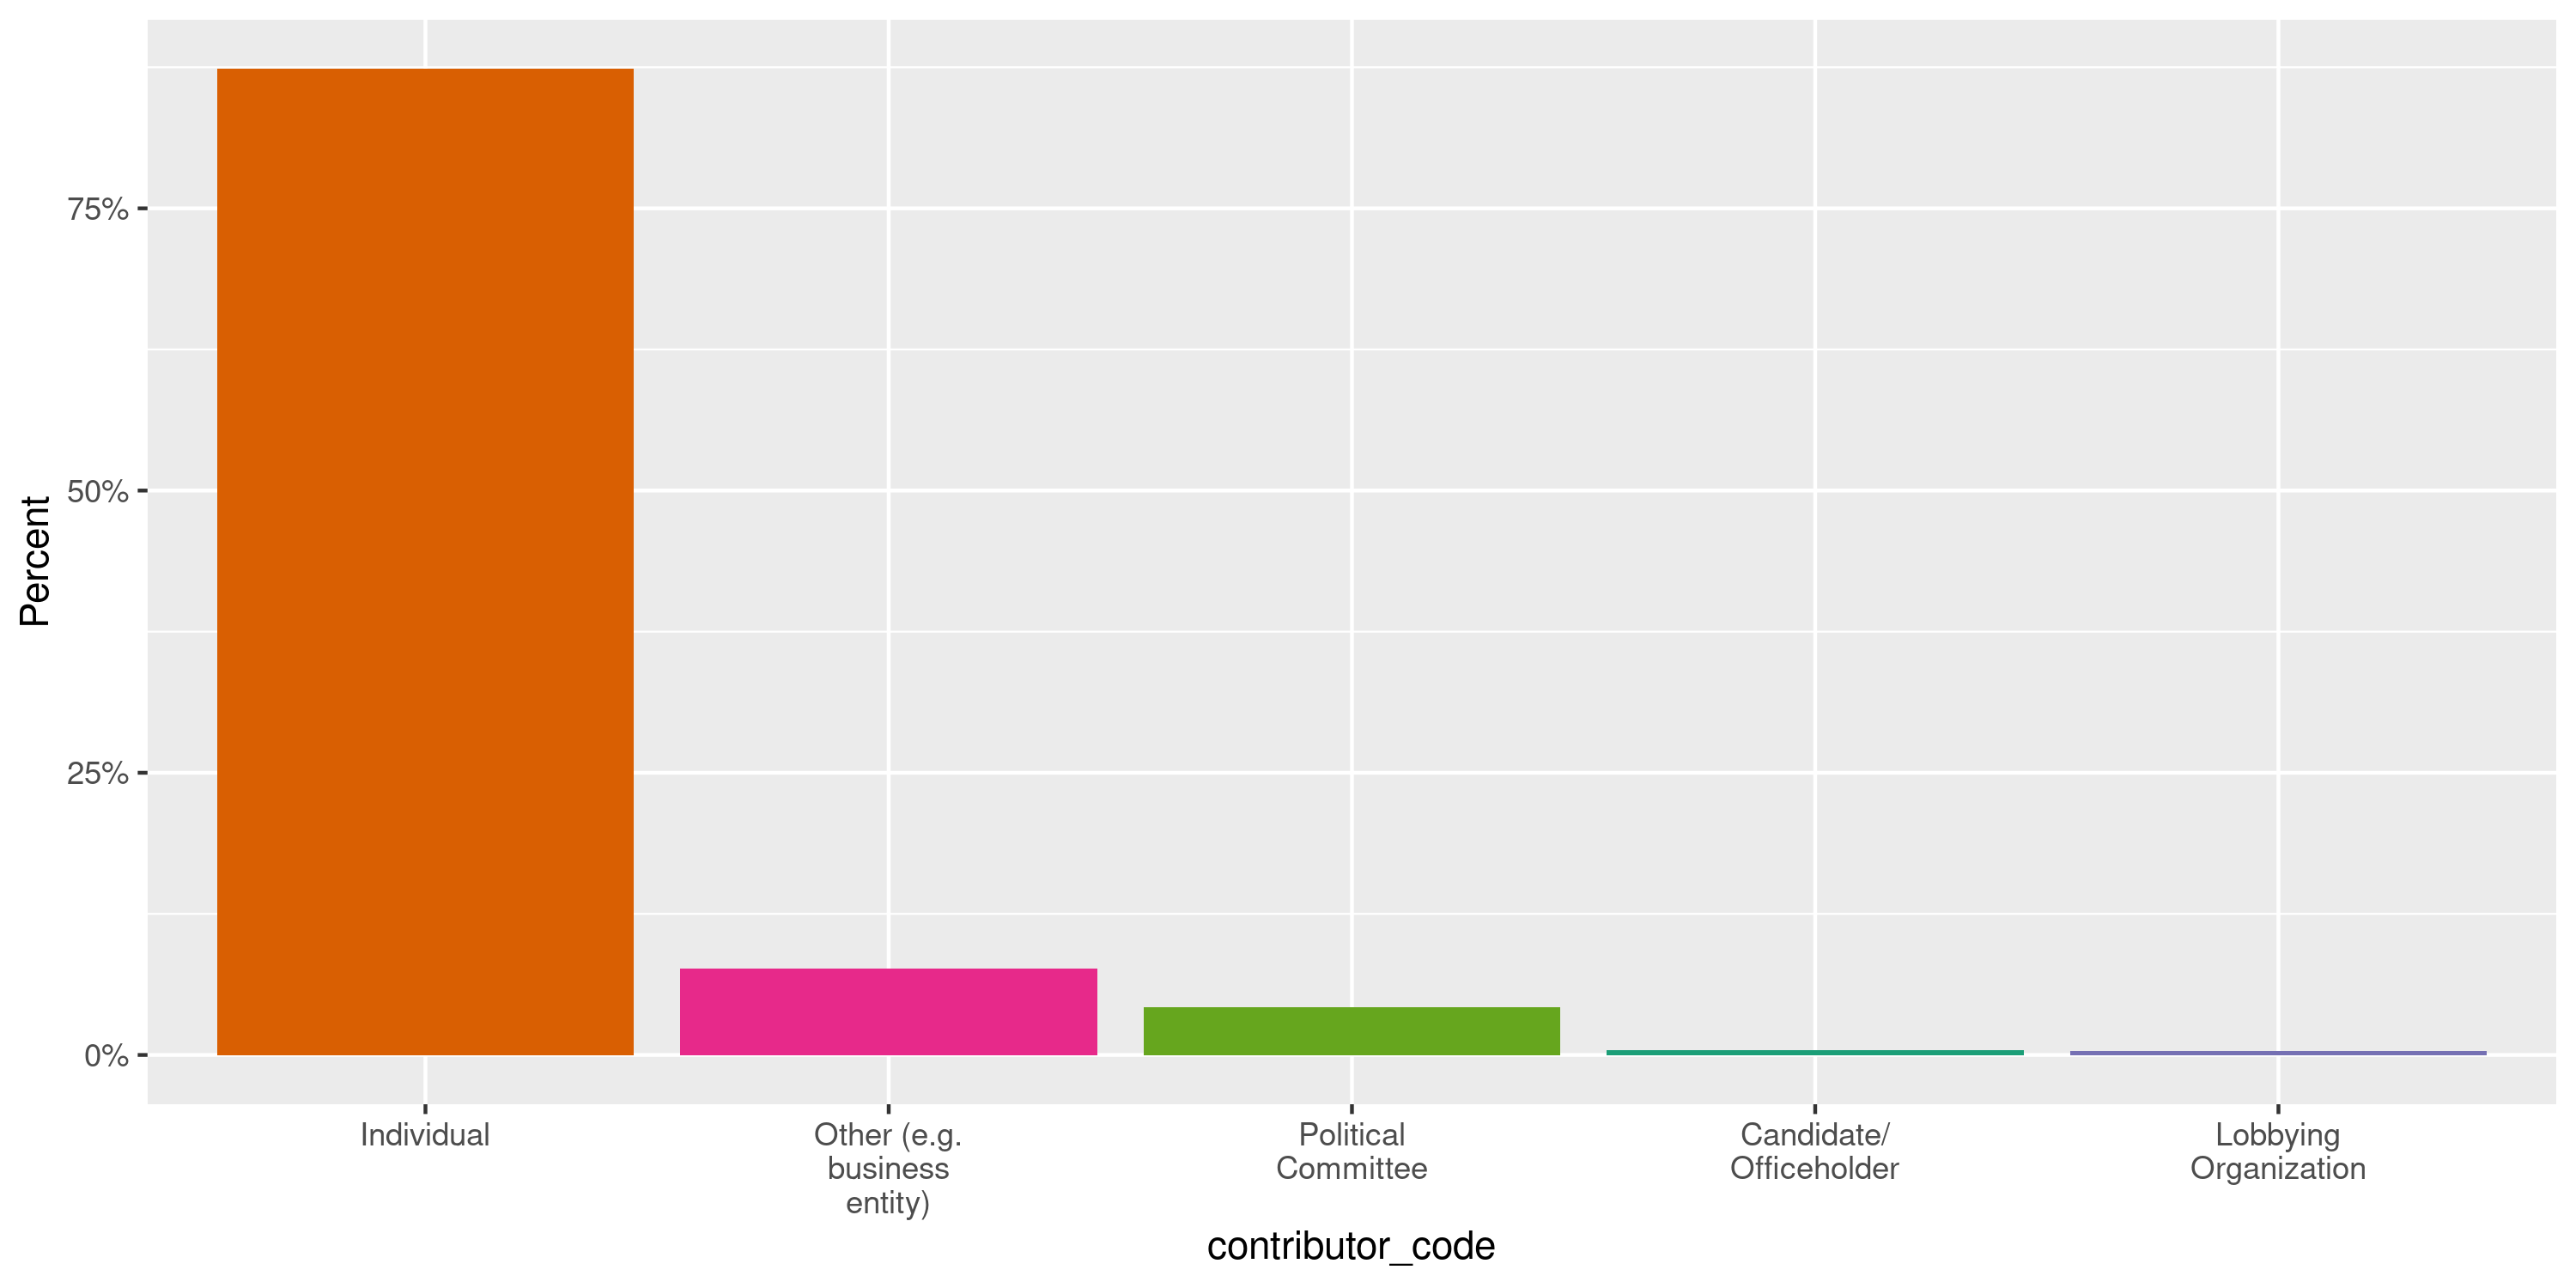 Percent
75%
50%
25%
0%
Individual
Other (e.g.
business
entity)
Political
Committee
Candidate/
Officeholder
Lobbying
Organization
contributor_code